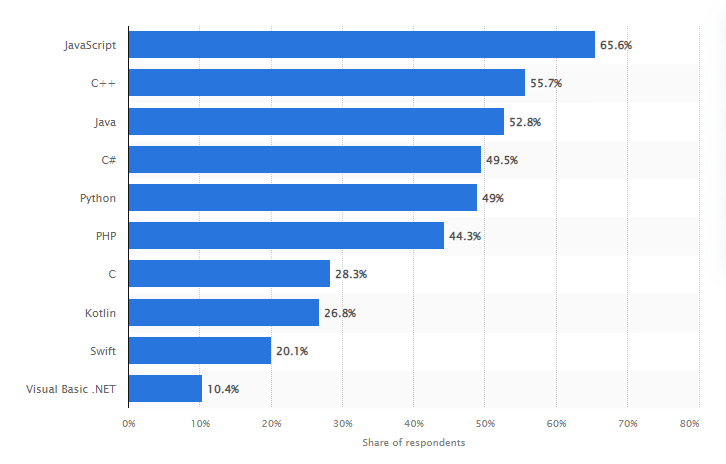 JavaScript 65.6%
C++ 55.7%
Java 52.8%
C# 49.5%
Python 49%
PHP 44.3%
C 28.3%
Kotlin 26.8%
Swift 20.1%
Visual Basic .NET 10.4%
0% 10% 20% 30% 40% 50% 60% 70% 80%
Share of respondents